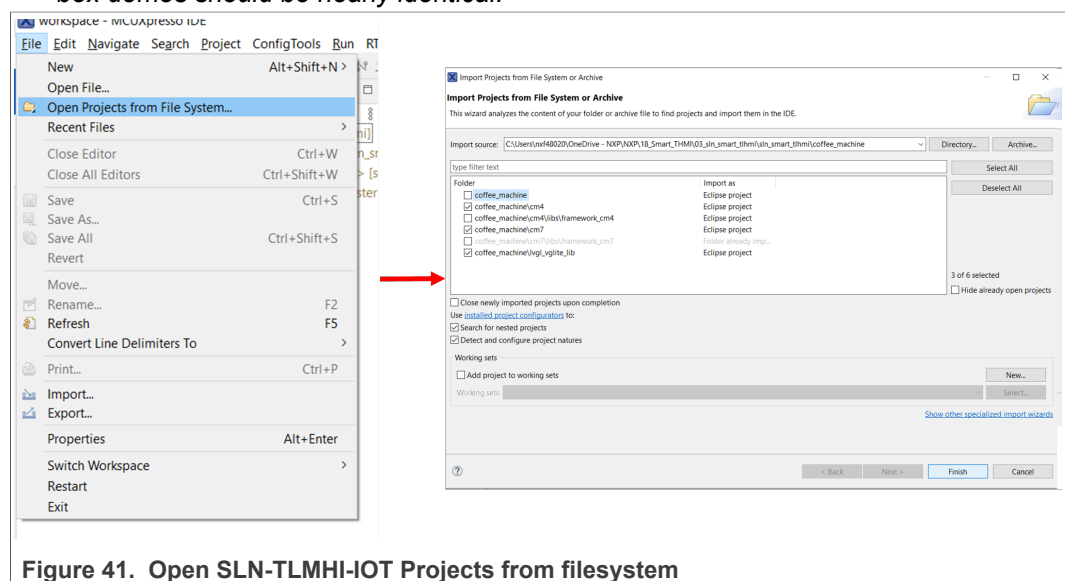 box demos should be nearly identical.
workspace - MCUXpresso IDE
File Edit Navigate Search Project ConfigTools Run RT
New Alt+Shift+N >
Open File...
Open Projects from File System...
Recent Files >
Close Editor Ctrl+W
Close All Editors Ctrl+Shift+W
Save Ctrl+S
Save As...
Save All Ctrl+Shift+S
Revert
Move...
Rename... F2
Refresh F5
Convert Line Delimiters To >
Print... Ctrl+P
Import...
Export...
Properties Alt+Enter
Switch Workspace >
Restart
Exit
Import Projects from File System or Archive
Import Projects from File System or Archive
This wizard analyzes the content of your folder or archive file to find projects and import them in the IDE.
Import source: C:\Users\nxf48020\OneDrive - NXP\NXP\18_Smart_THMI\03_sln_smart_tlhmi\sln_smart_tlhmi\coffee_machine Directory... Archive...
type filter text Select All
Folder Import as Deselect All
coffee_machine Eclipse project
coffee_machine\cm4 Eclipse project
coffee_machine\cm4\libs\framework_cm4 Eclipse project
coffee_machine\cm7 Eclipse project
coffee_machine\cm7\libs\framework_cm7 Folder already imp...
coffee_machine\lvgl_vglite_lib Eclipse project
3 of 6 selected
Hide already open projects
Close newly imported projects upon completion
Use installed project configurators to:
Search for nested projects
Detect and configure project natures
Working sets
Add project to working sets New...
Working sets: Select...
Show other specialized import wizards
? < Back Next > Finish Cancel
Figure 41. Open SLN-TLMHI-IOT Projects from filesystem